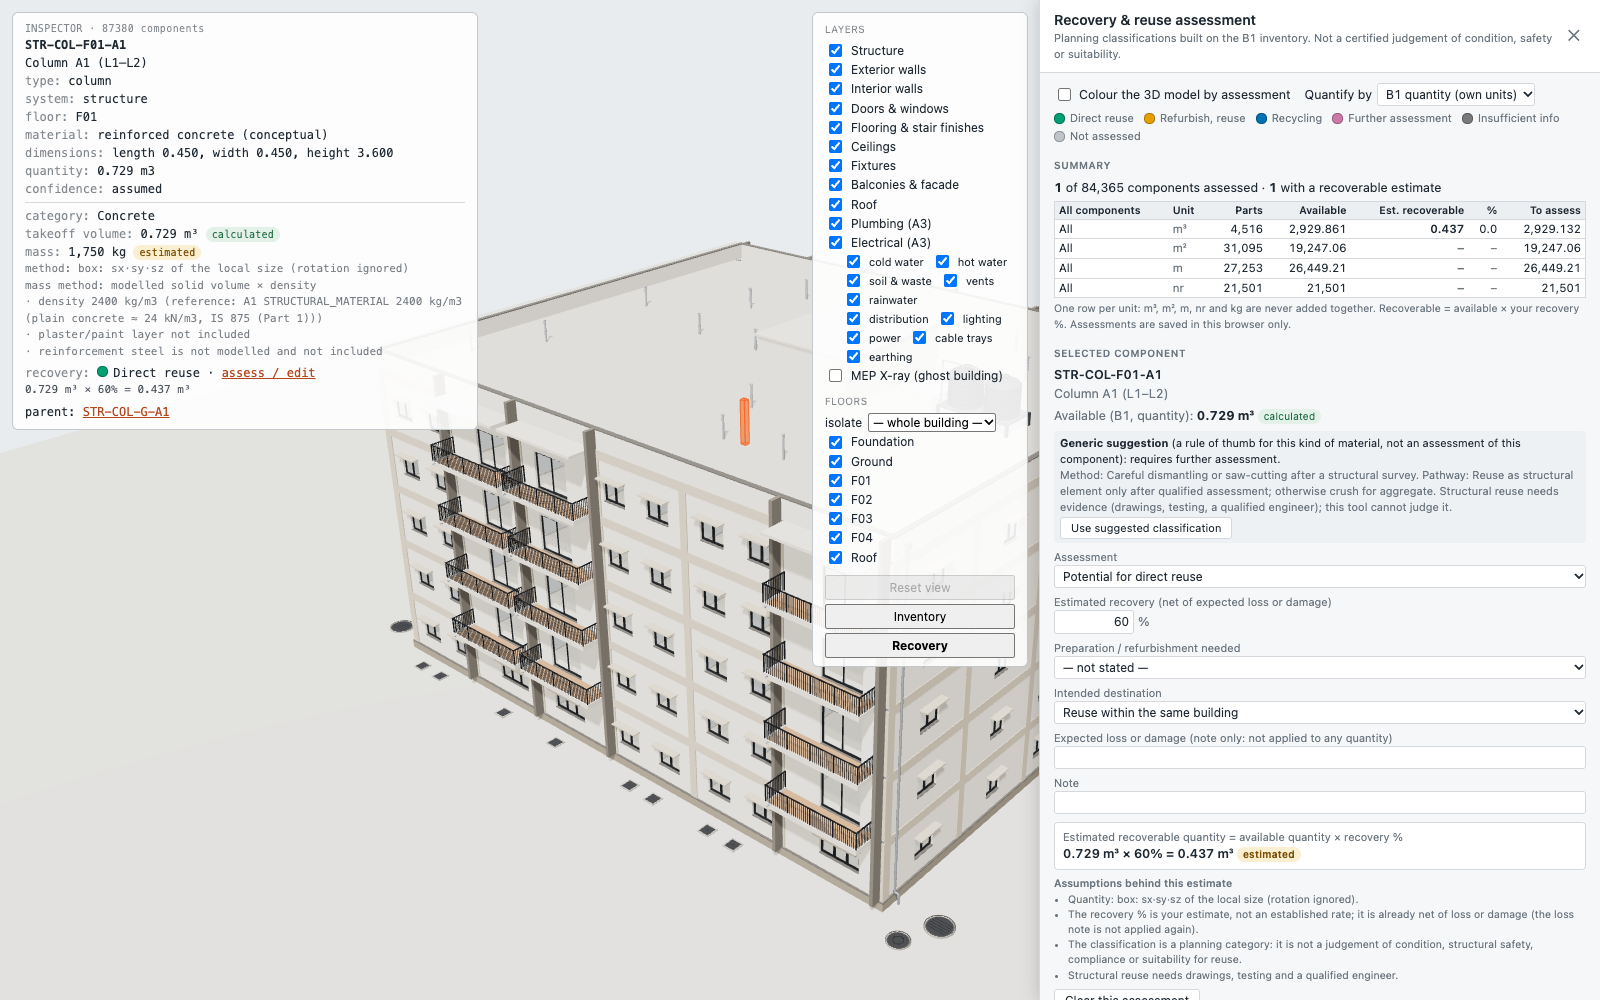 INSPECTOR · 87380 components
STR-COL-F01-A1
Column A1 (L1–L2)
type: column
system: structure
floor: F01
material: reinforced concrete (conceptual)
dimensions: length 0.450, width 0.450, height 3.600
quantity: 0.729 m3
confidence: assumed
category: Concrete
takeoff volume: 0.729 m³ calculated
mass: 1,750 kg estimated
method: box: sx·sy·sz of the local size (rotation ignored)
mass method: modelled solid volume × density
· density 2400 kg/m3 (reference: A1 STRUCTURAL_MATERIAL 2400 kg/m3
(plain concrete ≈ 24 kN/m3, IS 875 (Part 1)))
· plaster/paint layer not included
· reinforcement steel is not modelled and not included
recovery: Direct reuse · assess / edit
0.729 m³ × 60% = 0.437 m³
parent: STR-COL-G-A1
LAYERS
Structure
Exterior walls
Interior walls
Doors & windows
Flooring & stair finishes
Ceilings
Fixtures
Balconies & facade
Roof
Plumbing (A3)
Electrical (A3)
cold water hot water
soil & waste vents
rainwater
distribution lighting
power cable trays
earthing
MEP X-ray (ghost building)
FLOORS
isolate — whole building —
Foundation
Ground
F01
F02
F03
F04
Roof
Reset view
Inventory
Recovery
Recovery & reuse assessment
Planning classifications built on the B1 inventory. Not a certified judgement of condition, safety
or suitability.
Colour the 3D model by assessment Quantify by B1 quantity (own units)
Direct reuse Refurbish, reuse Recycling Further assessment Insufficient info
Not assessed
SUMMARY
1 of 84,365 components assessed · 1 with a recoverable estimate
All components Unit Parts Available Est. recoverable % To assess
All m³ 4,516 2,929.861 0.437 0.0 2,929.132
All m² 31,095 19,247.06 – – 19,247.06
All m 27,253 26,449.21 – – 26,449.21
All nr 21,501 21,501 – – 21,501
One row per unit: m³, m², m, nr and kg are never added together. Recoverable = available × your recovery
%. Assessments are saved in this browser only.
SELECTED COMPONENT
STR-COL-F01-A1
Column A1 (L1–L2)
Available (B1, quantity): 0.729 m³ calculated
Generic suggestion (a rule of thumb for this kind of material, not an assessment of this
component): requires further assessment.
Method: Careful dismantling or saw-cutting after a structural survey. Pathway: Reuse as structural
element only after qualified assessment; otherwise crush for aggregate. Structural reuse needs
evidence (drawings, testing, a qualified engineer); this tool cannot judge it.
Use suggested classification
Assessment
Potential for direct reuse
Estimated recovery (net of expected loss or damage)
60 %
Preparation / refurbishment needed
— not stated —
Intended destination
Reuse within the same building
Expected loss or damage (note only: not applied to any quantity)
Note
Estimated recoverable quantity = available quantity × recovery %
0.729 m³ × 60% = 0.437 m³ estimated
Assumptions behind this estimate
• Quantity: box: sx·sy·sz of the local size (rotation ignored).
• The recovery % is your estimate, not an established rate; it is already net of loss or damage (the loss
note is not applied again).
• The classification is a planning category: it is not a judgement of condition, structural safety,
compliance or suitability for reuse.
• Structural reuse needs drawings, testing and a qualified engineer.
Clear this assessment